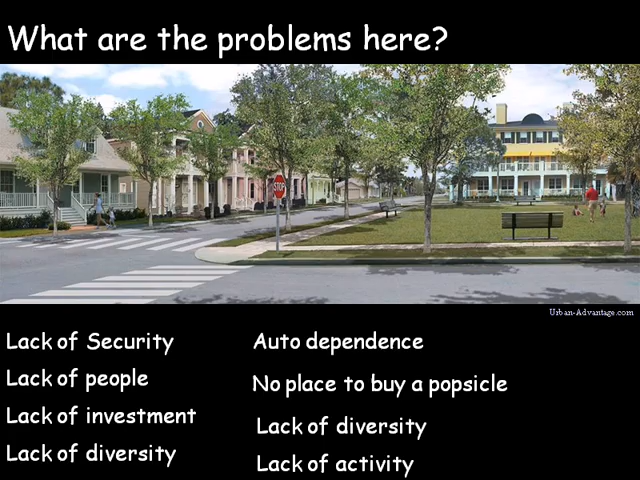 What are the problems here?
STOP
Urban-Advantage.com
Lack of Security
Lack of people
Lack of investment
Lack of diversity
Auto dependence
No place to buy a popsicle
Lack of diversity
Lack of activity